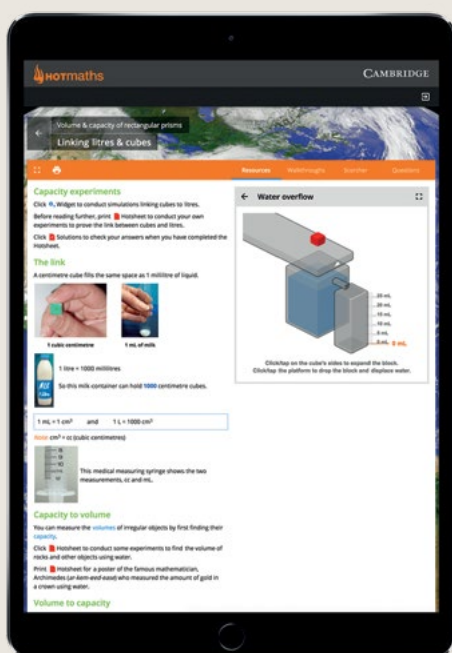 HOTmaths
CAMBRIDGE
Volume & capacity of rectangular prisms
Linking litres & cubes
Resources Walkthroughs Scorcher Questions
Capacity experiments
Click Widget to conduct simulations linking cubes to litres.
Before reading further, print Hotsheet to conduct your own
experiments to prove the link between cubes and litres.
Click Solutions to check your answers when you have completed the
Hotsheet.
The link
A centimetre cube fills the same space as 1 millilitre of liquid.
1 cubic centimetre 1 mL of milk
1 litre = 1000 millilitres
So this milk container can hold 1000 centimetre cubes.
1 mL = 1 cm³ and 1 L = 1000 cm³
Note cm³ = cc (cubic centimetres)
This medical measuring syringe shows the two
measurements, cc and mL.
Capacity to volume
You can measure the volumes of irregular objects by first finding their
capacity.
Click Hotsheet to conduct some experiments to find the volume of
rocks and other objects using water.
Print Hotsheet for a poster of the famous mathematician,
Archimedes (ar-kem-eed-eez) who measured the amount of gold in
a crown using water.
Volume to capacity
Water overflow
25 mL
20 mL
15 mL
10 mL
5 mL
0 mL 0 mL
Click/tap on the cube's sides to expand the block.
Click/tap the platform to drop the block and displace water.